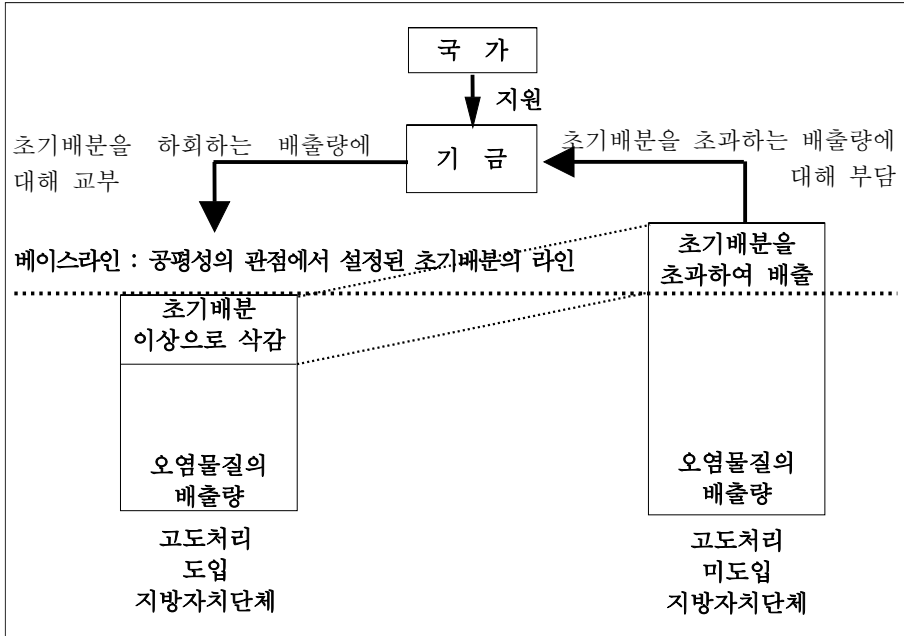 국 가
지원
초기배분을 하회하는 배출량에
대해 교부
기 금
초기배분을 초과하는 배출량에
대해 부담
베이스라인 : 공평성의 관점에서 설정된 초기배분의 라인
초기배분을
초과하여 배출
초기배분
이상으로 삭감
오염물질의
배출량
오염물질의
배출량
고도처리
도입
지방자치단체
고도처리
미도입
지방자치단체